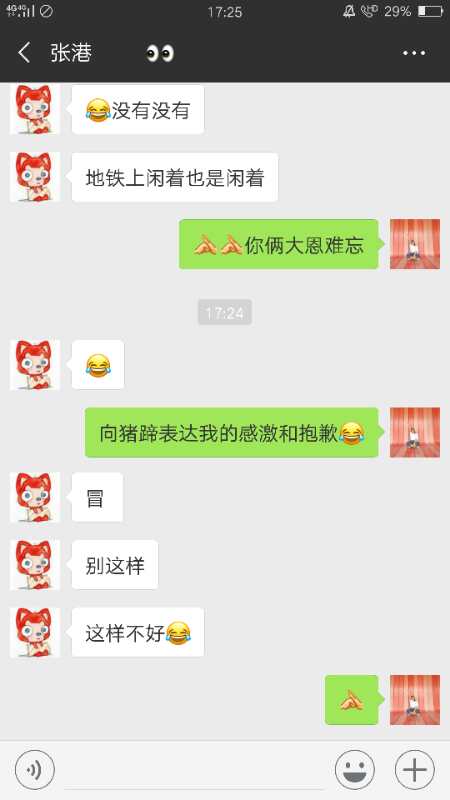 4G 4G 17:25 HD 29%
张港
😂没有没有
地铁上闲着也是闲着
你俩大恩难忘
17:24
😂
向猪蹄表达我的感激和抱歉😂
冒
别这样
这样不好😂